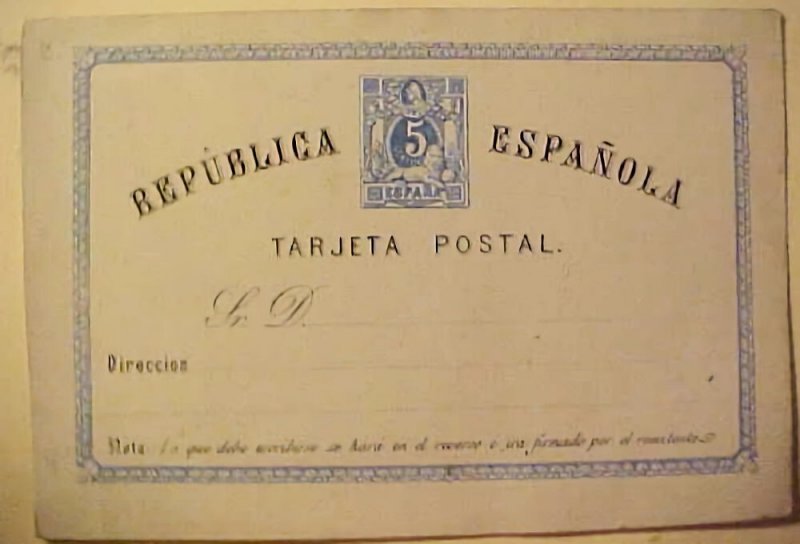 REPÚBLICA ESPAÑOLA
5
ESPAÑA
TARJETA POSTAL.
Sr. D.
Direccion
Nota Lo que debe escribirse se hará en el reverso é irá firmado por el remitente